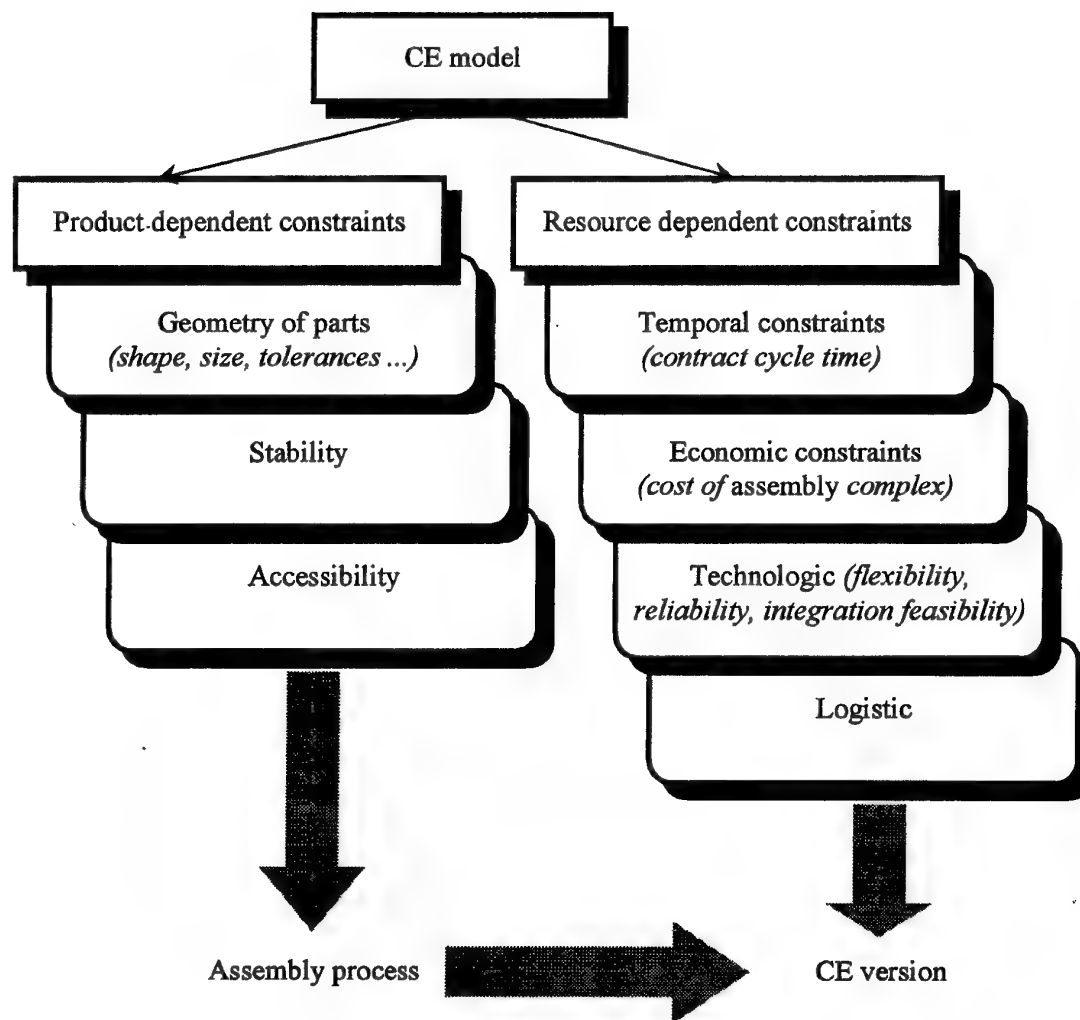 CE model
Product dependent constraints
Geometry of parts
(shape, size, tolerances ...)
Stability
Accessibility
Assembly process
Resource dependent constraints
Temporal constraints
(contract cycle time)
Economic constraints
(cost of assembly complex)
Technologic (flexibility,
reliability, integration feasibility)
Logistic
CE version